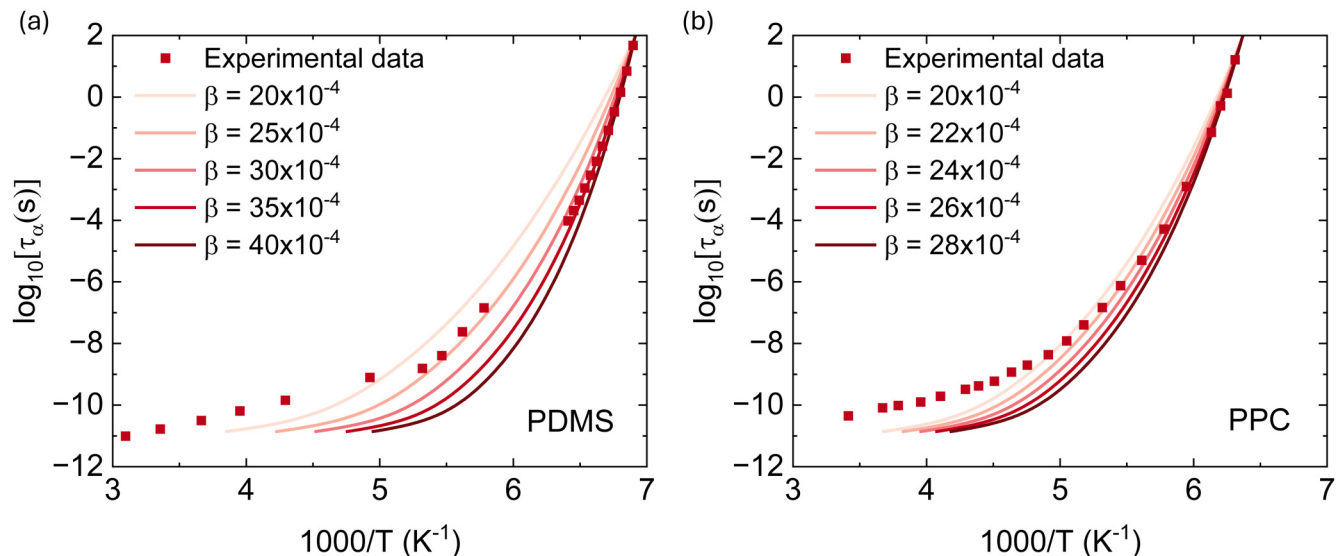 (a)
2
0
−2
−4
−6
−8
−10
−12
log10[τα(s)]
Experimental data
β = 20x10-4
β = 25x10-4
β = 30x10-4
β = 35x10-4
β = 40x10-4
PDMS
3 4 5 6 7
1000/T (K-1)
(b)
2
0
−2
−4
−6
−8
−10
−12
log10[τα(s)]
Experimental data
β = 20x10-4
β = 22x10-4
β = 24x10-4
β = 26x10-4
β = 28x10-4
PPC
3 4 5 6 7
1000/T (K-1)